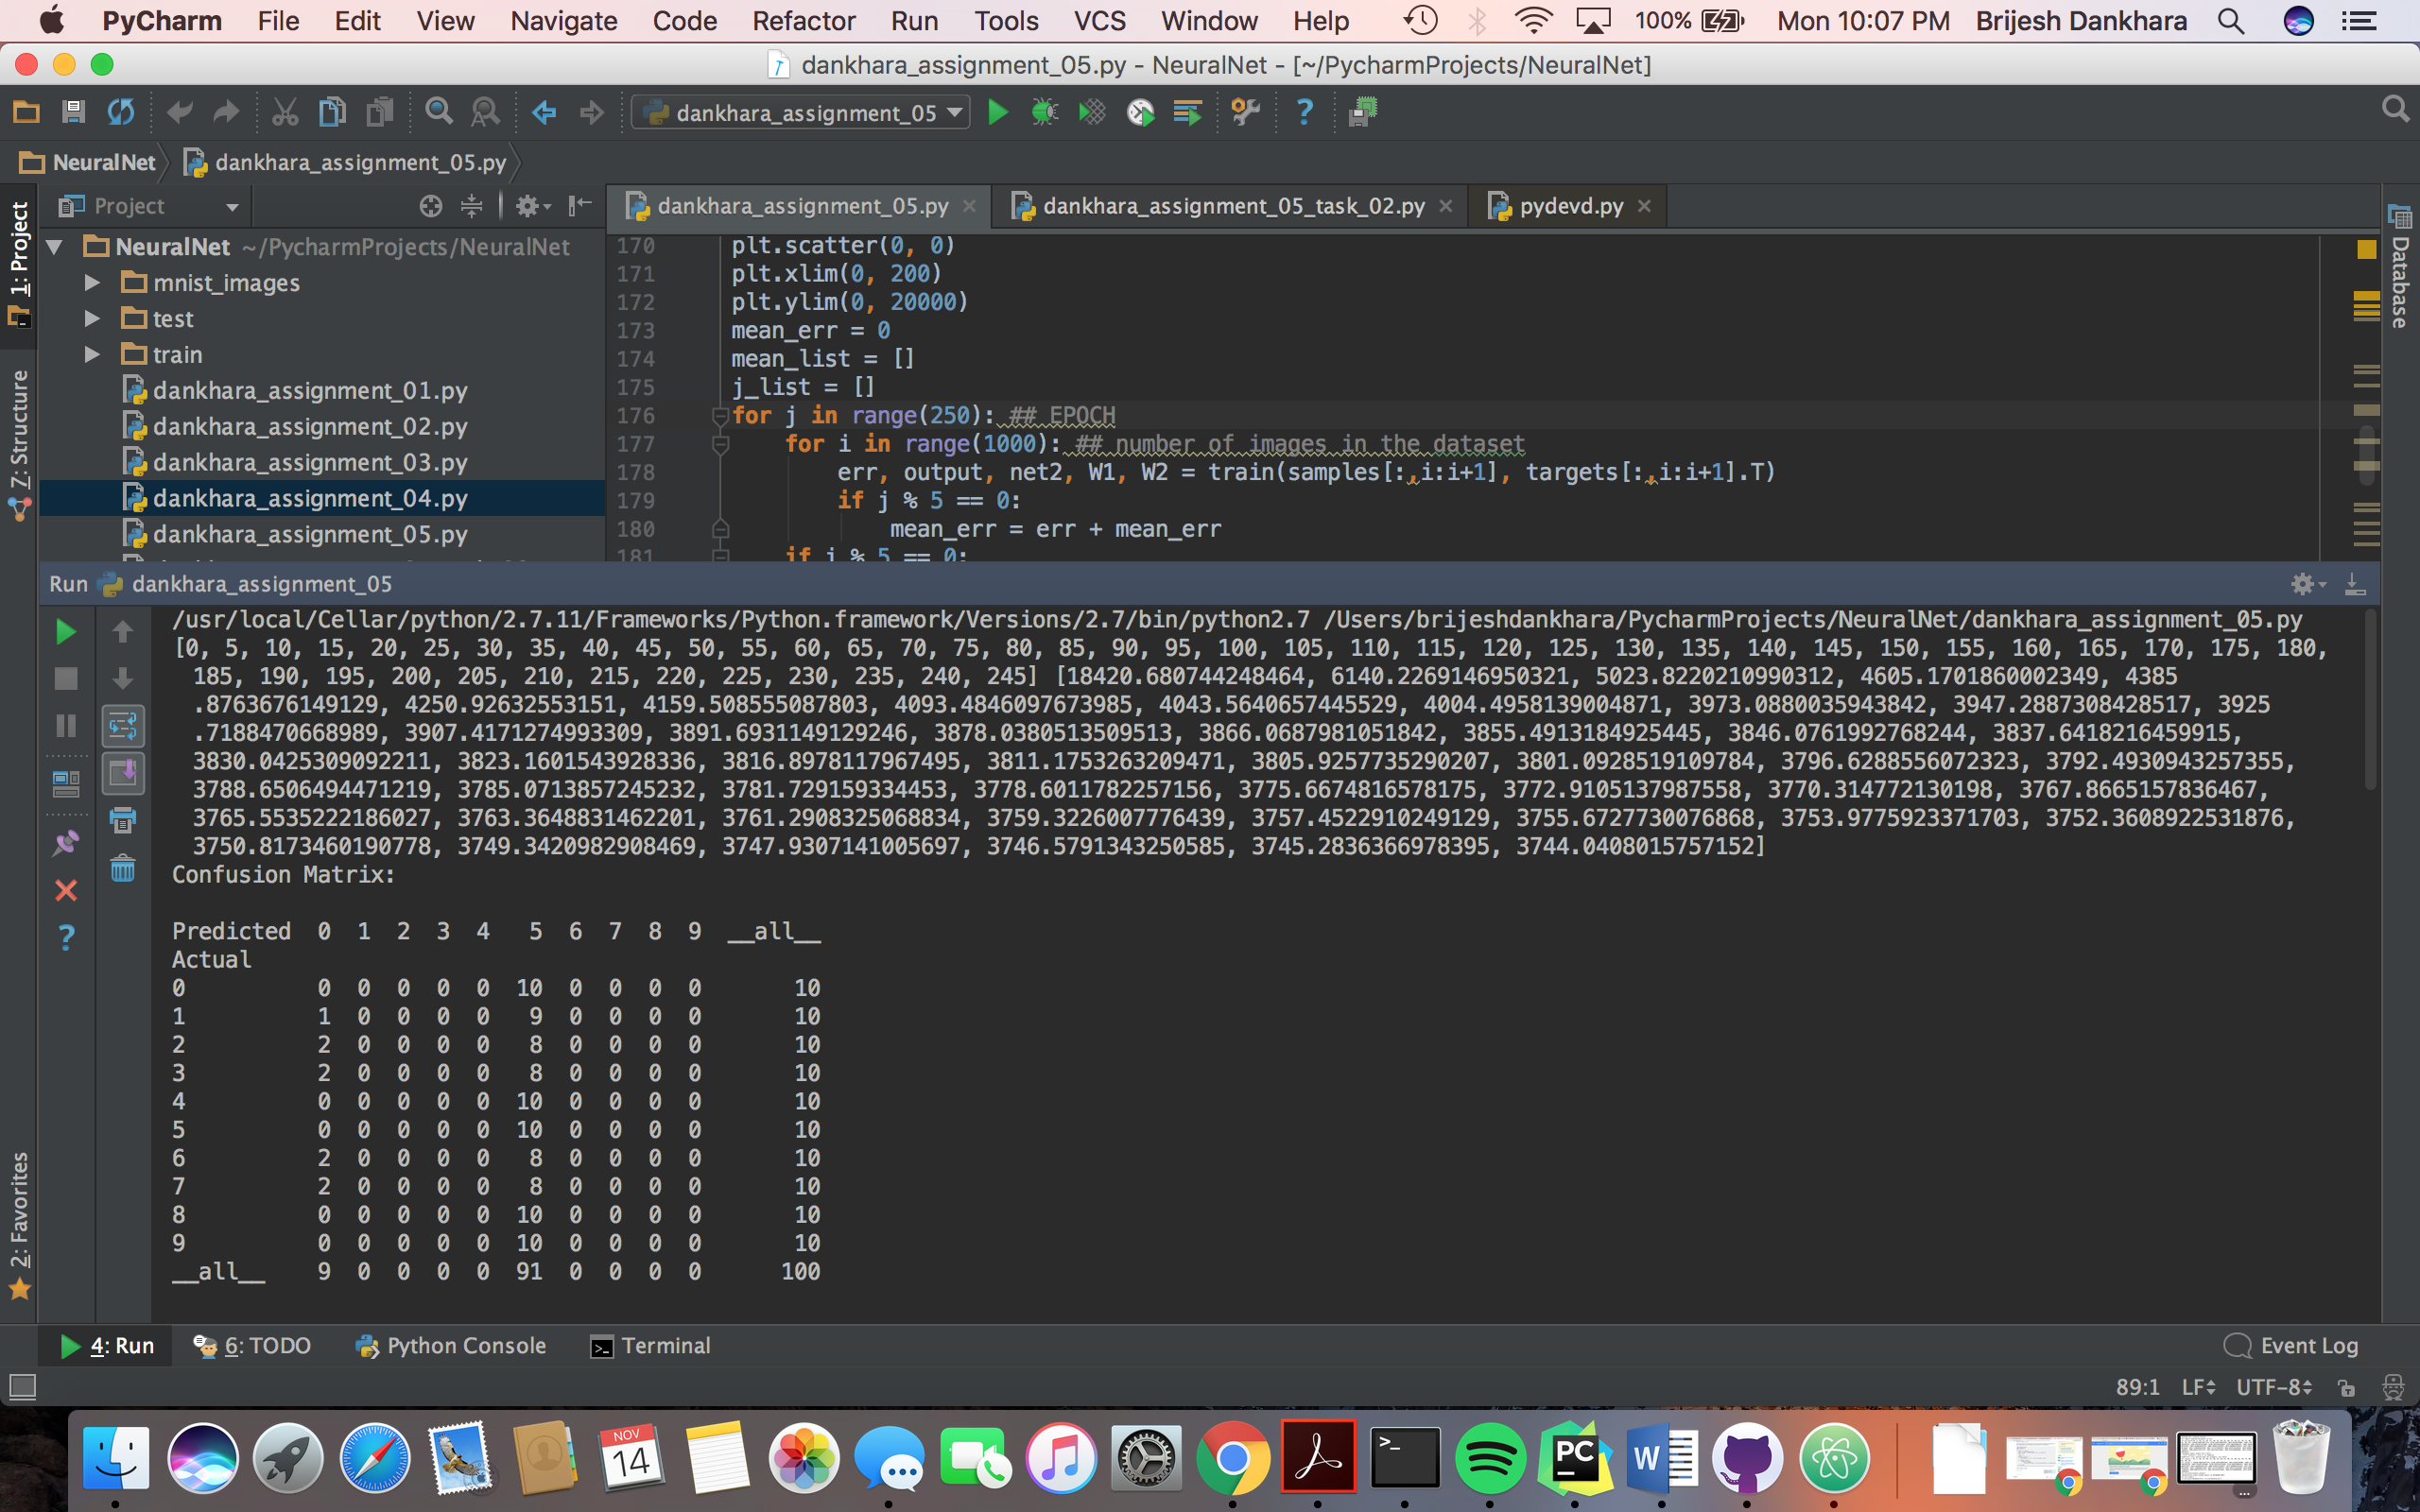 PyCharm File Edit View Navigate Code Refactor Run Tools VCS Window Help 100% Mon 10:07 PM Brijesh Dankhara
dankhara_assignment_05.py - NeuralNet - [~/PycharmProjects/NeuralNet]
dankhara_assignment_05
NeuralNet dankhara_assignment_05.py
1: Project
Z: Structure
2: Favorites
Database
Project
NeuralNet ~/PycharmProjects/NeuralNet
mnist_images
test
train
dankhara_assignment_01.py
dankhara_assignment_02.py
dankhara_assignment_03.py
dankhara_assignment_04.py
dankhara_assignment_05.py
dankhara_assignment_05.py dankhara_assignment_05_task_02.py pydevd.py
170 plt.scatter(0, 0)
171 plt.xlim(0, 200)
172 plt.ylim(0, 20000)
173 mean_err = 0
174 mean_list = []
175 j_list = []
176 for j in range(250): ## EPOCH
177 for i in range(1000): ## number of images in the dataset
178 err, output, net2, W1, W2 = train(samples[:,i:i+1], targets[:,i:i+1].T)
179 if j % 5 == 0:
180 mean_err = err + mean_err
181 if j % 5 == 0:
Run dankhara_assignment_05
/usr/local/Cellar/python/2.7.11/Frameworks/Python.framework/Versions/2.7/bin/python2.7 /Users/brijeshdankhara/PycharmProjects/NeuralNet/dankhara_assignment_05.py
[0, 5, 10, 15, 20, 25, 30, 35, 40, 45, 50, 55, 60, 65, 70, 75, 80, 85, 90, 95, 100, 105, 110, 115, 120, 125, 130, 135, 140, 145, 150, 155, 160, 165, 170, 175, 180,
185, 190, 195, 200, 205, 210, 215, 220, 225, 230, 235, 240, 245] [18420.680744248464, 6140.2269146950321, 5023.8220210990312, 4605.1701860002349, 4385
.8763676149129, 4250.92632553151, 4159.508555087803, 4093.4846097673985, 4043.5640657445529, 4004.4958139004871, 3973.0880035943842, 3947.2887308428517, 3925
.7188470668989, 3907.4171274993309, 3891.6931149129246, 3878.0380513509513, 3866.0687981051842, 3855.4913184925445, 3846.0761992768244, 3837.6418216459915,
3830.0425309092211, 3823.1601543928336, 3816.8978117967495, 3811.1753263209471, 3805.9257735290207, 3801.0928519109784, 3796.6288556072323, 3792.4930943257355,
3788.6506494471219, 3785.0713857245232, 3781.729159334453, 3778.6011782257156, 3775.6674816578175, 3772.9105137987558, 3770.314772130198, 3767.8665157836467,
3765.5535222186027, 3763.3648831462201, 3761.2908325068834, 3759.3226007776439, 3757.4522910249129, 3755.6727730076868, 3753.9775923371703, 3752.3608922531876,
3750.8173460190778, 3749.3420982908469, 3747.9307141005697, 3746.5791343250585, 3745.2836366978395, 3744.0408015757152]
Confusion Matrix:
Predicted 0 1 2 3 4 5 6 7 8 9 __all__
Actual
0 0 0 0 0 0 10 0 0 0 0 10
1 1 0 0 0 0 9 0 0 0 0 10
2 2 0 0 0 0 8 0 0 0 0 10
3 2 0 0 0 0 8 0 0 0 0 10
4 0 0 0 0 0 10 0 0 0 0 10
5 0 0 0 0 0 10 0 0 0 0 10
6 2 0 0 0 0 8 0 0 0 0 10
7 2 0 0 0 0 8 0 0 0 0 10
8 0 0 0 0 0 10 0 0 0 0 10
9 0 0 0 0 0 10 0 0 0 0 10
__all__ 9 0 0 0 0 91 0 0 0 0 100
4: Run 6: TODO Python Console Terminal Event Log
89:1 LF UTF-8
NOV
14
PC
W